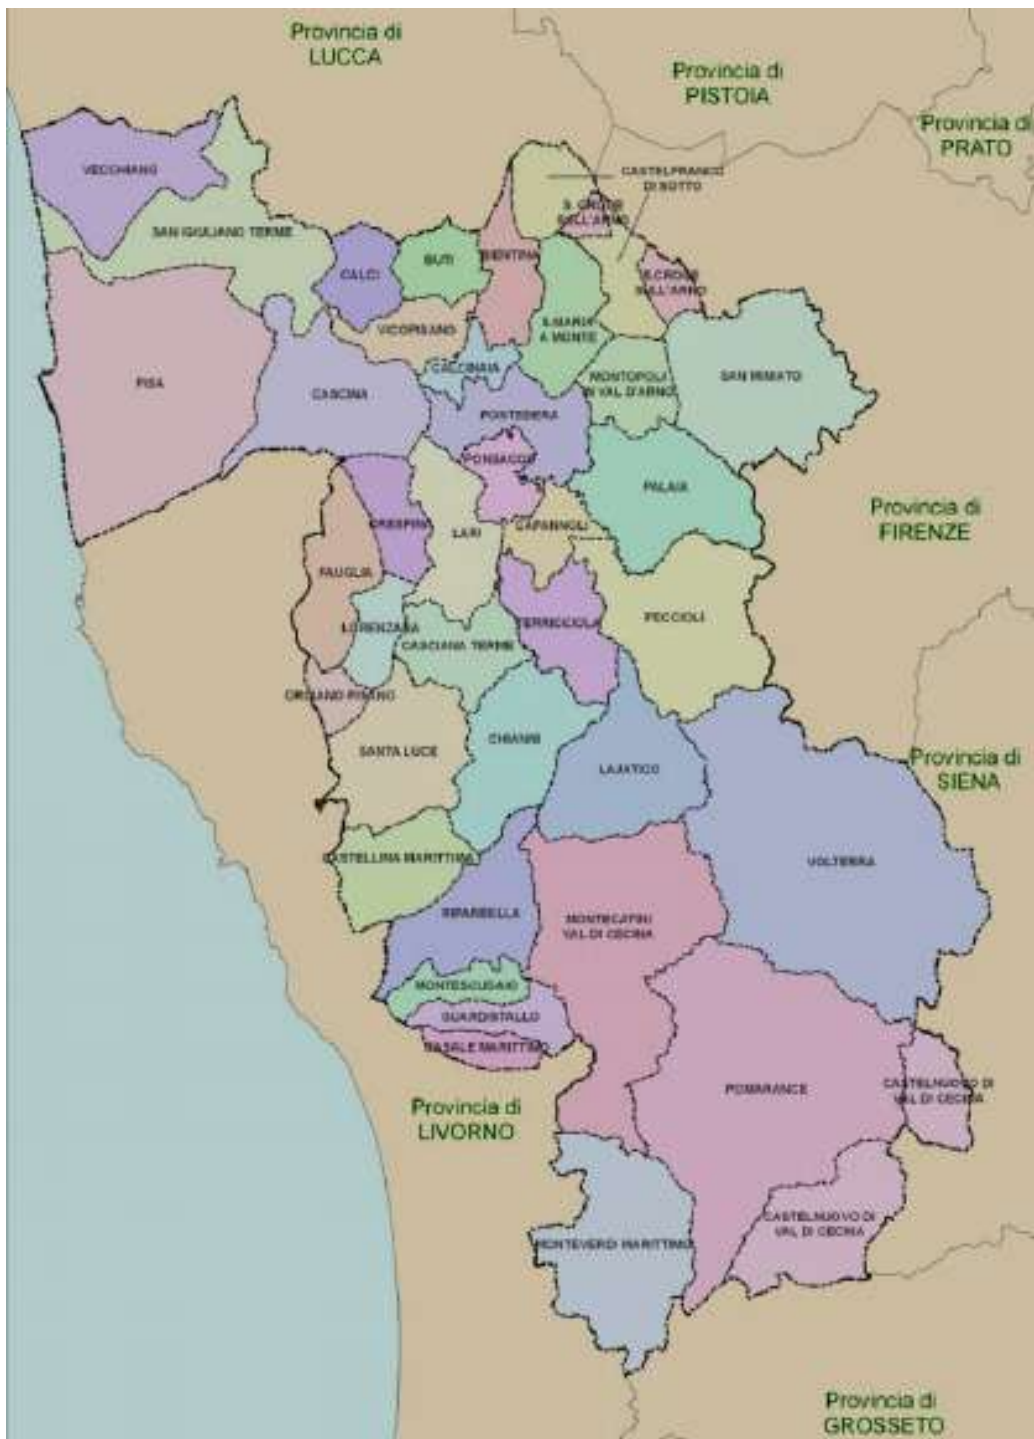 Provincia di
LUCCA
Provincia di
PISTOIA
Provincia di
PRATO
VECCHIANO
CASTELFRANCO
DI SOTTO
S. CROCE
SULL'ARNO
SAN GIULIANO TERME
CALCI
BUTI
BIENTINA
S.CROCE
SULL'ARNO
VICOPISANO
S.MARIA
A MONTE
CALCINAIA
PISA
CASCINA
MONTOPOLI
IN VAL D'ARNO
SAN MINIATO
PONTEDERA
PONSACCO
PALAIA
Provincia di
FIRENZE
CRESPINA
LARI
CAPANNOLI
FAUGLIA
LORENZANA
CASCIANA TERME
TERRICCIOLA
PECCIOLI
ORCIANO PISANO
SANTA LUCE
CHIANNI
LAJATICO
Provincia di
SIENA
CASTELLINA MARITTIMA
VOLTERRA
RIPARBELLA
MONTECATINI
VAL DI CECINA
MONTESCUDAIO
GUARDISTALLO
CASALE MARITTIMO
POMARANCE
CASTELNUOVO DI
VAL DI CECINA
Provincia di
LIVORNO
CASTELNUOVO DI
VAL DI CECINA
MONTEVERDI MARITTIMO
Provincia di
GROSSETO